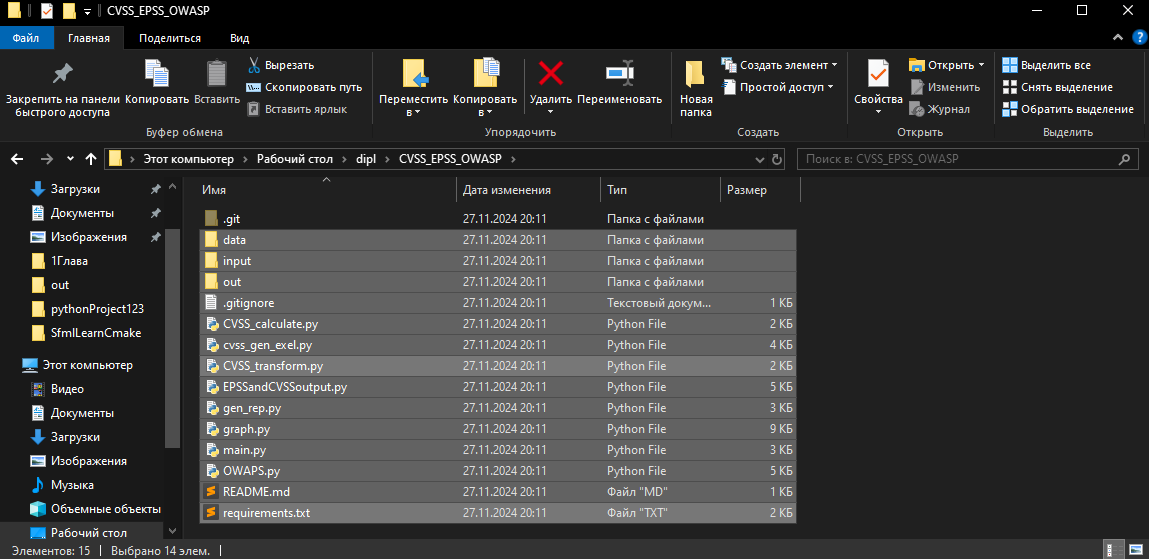 CVSS_EPSS_OWASP
Файл Главная Поделиться Вид
Закрепить на панели быстрого доступа
Копировать
Вставить
Вырезать
Скопировать путь
Вставить ярлык
Переместить в
Копировать в
Удалить
Переименовать
Новая папка
Создать элемент
Простой доступ
Свойства
Открыть
Изменить
Журнал
Выделить все
Снять выделение
Обратить выделение
Буфер обмена Упорядочить Создать Открыть Выделить
Этот компьютер Рабочий стол dipl CVSS_EPSS_OWASP
Поиск в: CVSS_EPSS_OWASP
Загрузки
Документы
Изображения
1Глава
out
pythonProject123
SfmlLearnCmake
Этот компьютер
Видео
Документы
Загрузки
Изображения
Музыка
Объемные объекты
Рабочий стол
Имя Дата изменения Тип Размер
.git 27.11.2024 20:11 Папка с файлами
data 27.11.2024 20:11 Папка с файлами
input 27.11.2024 20:11 Папка с файлами
out 27.11.2024 20:11 Папка с файлами
.gitignore 27.11.2024 20:11 Текстовый докум... 1 КБ
CVSS_calculate.py 27.11.2024 20:11 Python File 2 КБ
cvss_gen_exel.py 27.11.2024 20:11 Python File 4 КБ
CVSS_transform.py 27.11.2024 20:11 Python File 2 КБ
EPSSandCVSSoutput.py 27.11.2024 20:11 Python File 5 КБ
gen_rep.py 27.11.2024 20:11 Python File 3 КБ
graph.py 27.11.2024 20:11 Python File 9 КБ
main.py 27.11.2024 20:11 Python File 3 КБ
OWAPS.py 27.11.2024 20:11 Python File 5 КБ
README.md 27.11.2024 20:11 Файл "MD" 1 КБ
requirements.txt 27.11.2024 20:11 Файл "TXT" 2 КБ
Элементов: 15 Выбрано 14 элем.